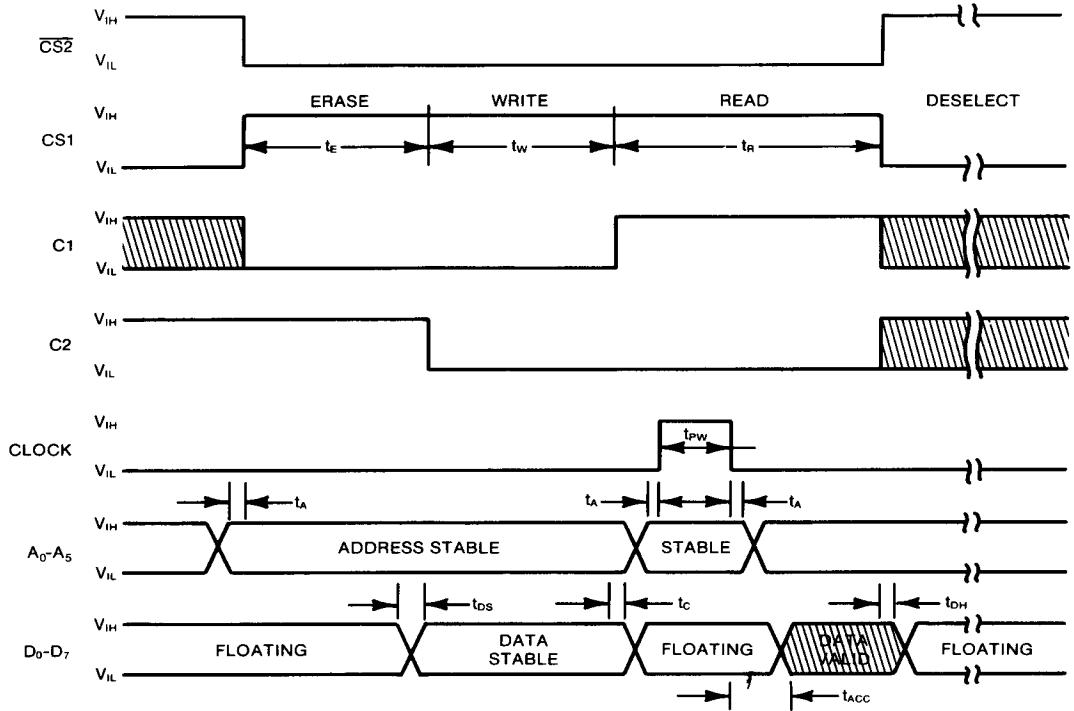 CS2 V_IH
V_IL
ERASE WRITE READ DESELECT
CS1 V_IH
t_E t_W t_R
V_IL
C1 V_IH
V_IL
C2 V_IH
V_IL
CLOCK V_IH
t_PW
V_IL
t_A t_A t_A
A₀-A₅ V_IH
ADDRESS STABLE STABLE
V_IL
t_DS t_C t_DH
D₀-D₇ V_IH
FLOATING DATA STABLE FLOATING DATA VALID FLOATING
V_IL
t_ACC